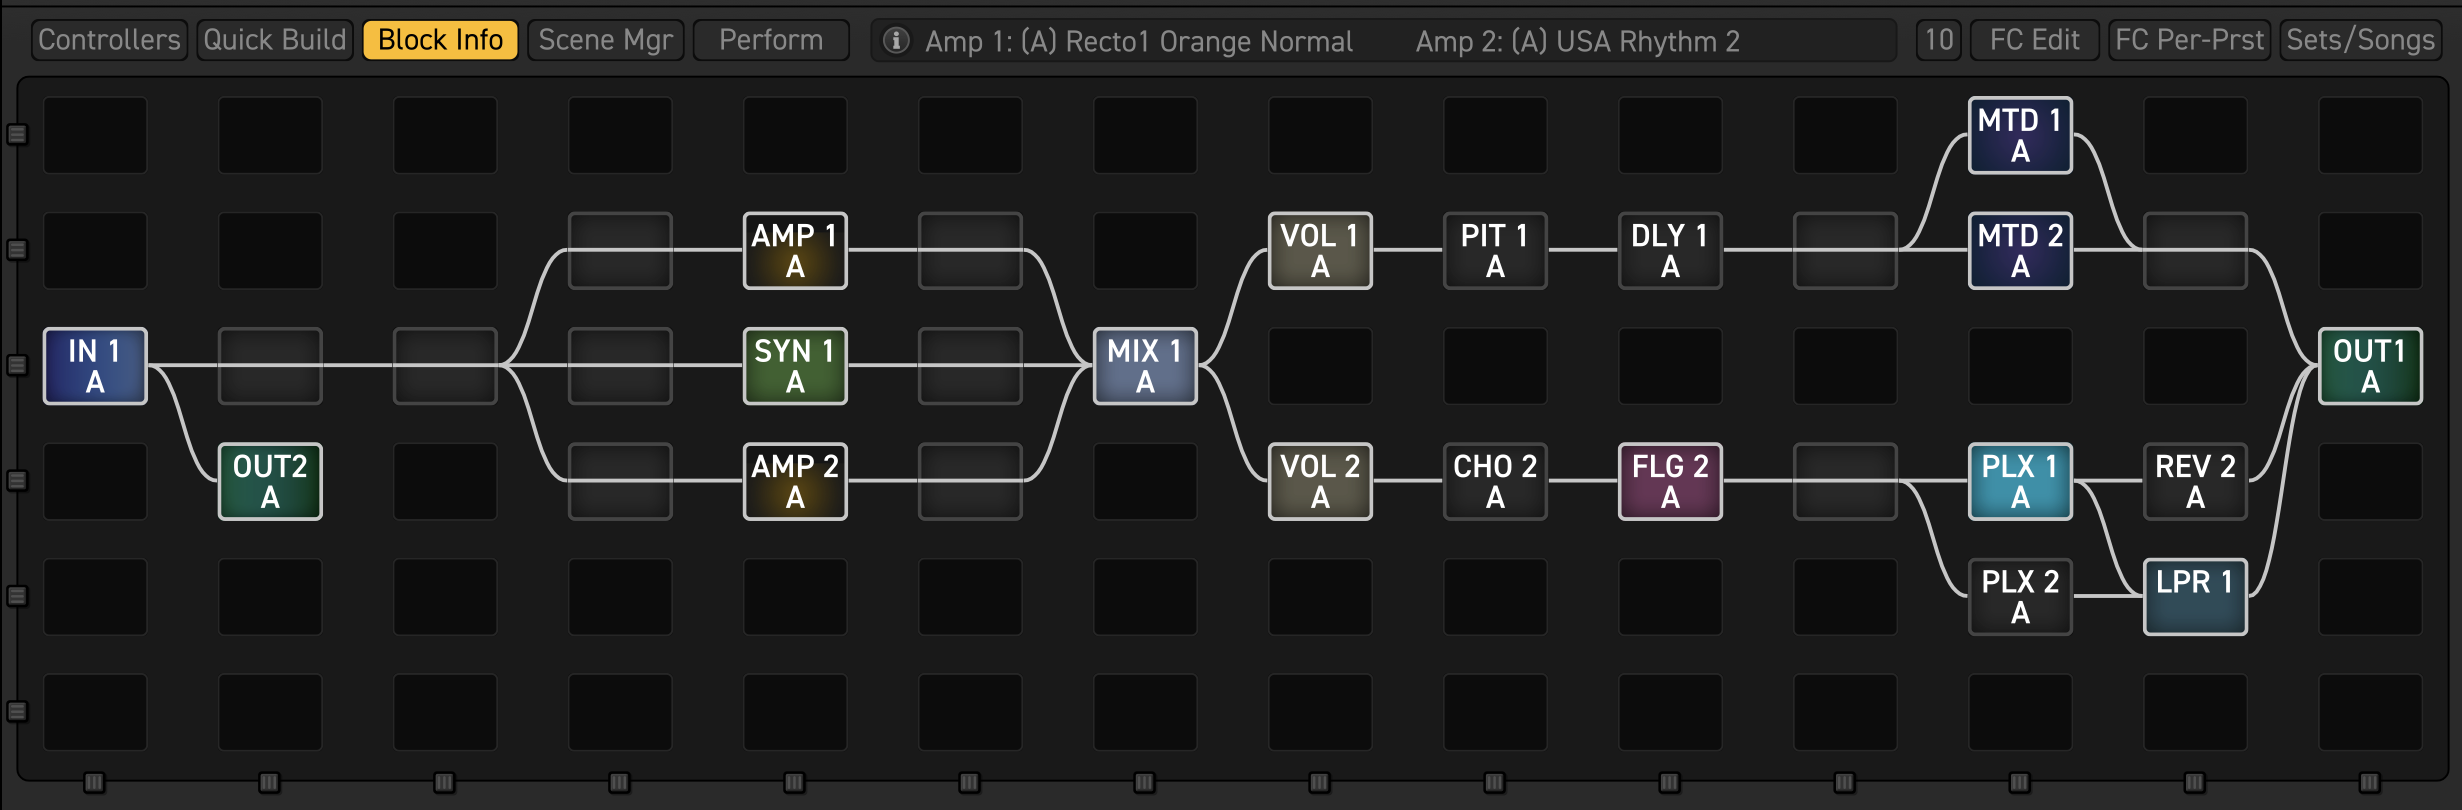 Controllers
Quick Build
Block Info
Scene Mgr
Perform
Amp 1: (A) Recto1 Orange Normal
Amp 2: (A) USA Rhythm 2
10
FC Edit
FC Per-Prst
Sets/Songs
MTD 1
A
AMP 1
A
VOL 1
A
PIT 1
A
DLY 1
A
MTD 2
A
IN 1
A
SYN 1
A
MIX 1
A
OUT1
A
OUT2
A
AMP 2
A
VOL 2
A
CHO 2
A
FLG 2
A
PLX 1
A
REV 2
A
PLX 2
A
LPR 1